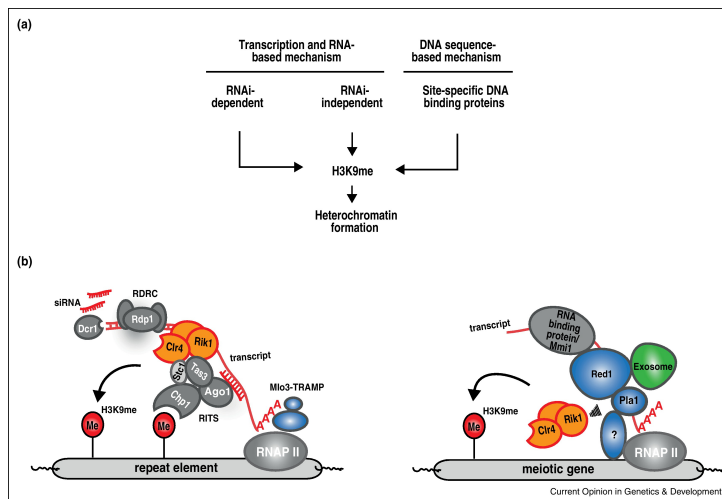 (a)
Transcription and RNA-
based mechanism
DNA sequence-
based mechanism
RNAi-
dependent
RNAi-
independent
Site-specific DNA
binding proteins
H3K9me
Heterochromatin
formation
(b)
siRNA
RDRC
Dcr1
Rdp1
Clr4
Rik1
transcript
Stc1
Tas3
Ago1
Chp1
RITS
Mlo3-TRAMP
H3K9me
Me
Me
AAAA
RNAP II
repeat element
transcript
RNA
binding
protein/
Mmi1
Red1
Exosome
Pla1
H3K9me
Me
Clr4
Rik1
?
AAAA
RNAP II
meiotic gene
Current Opinion in Genetics & Development